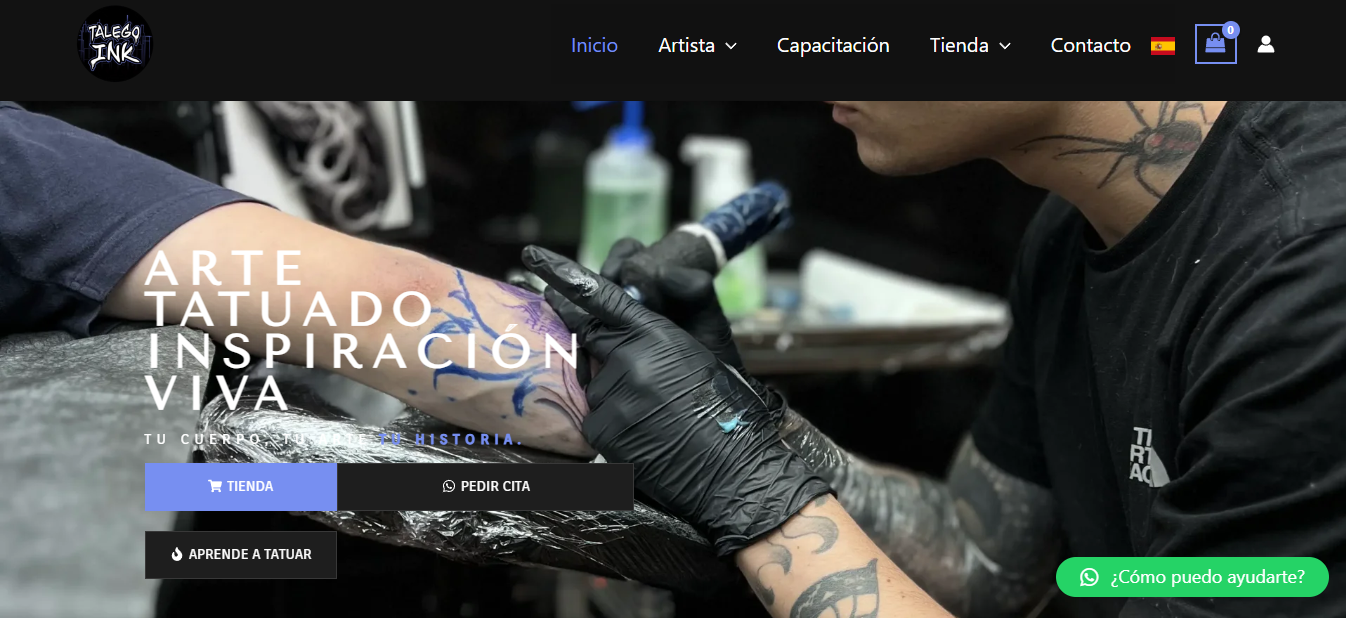 TALEGO
INK
Inicio
Artista
Capacitación
Tienda
Contacto
0
ARTE
TATUADO
INSPIRACIÓN
VIVA
TU CUERPO, TU ARTE TU HISTORIA.
TIENDA
PEDIR CITA
APRENDE A TATUAR
¿Cómo puedo ayudarte?